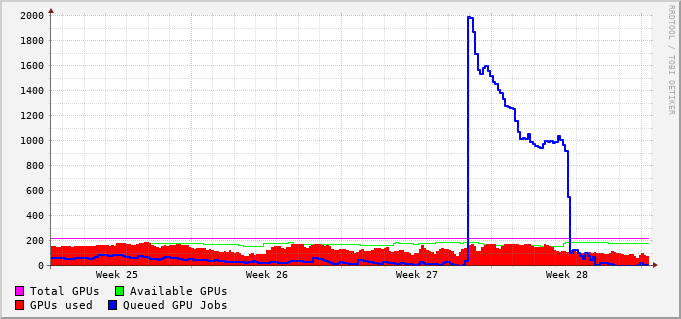 2000
1800
1600
1400
1200
1000
800
600
400
200
0
Week 25 Week 26 Week 27 Week 28
Total GPUs Available GPUs
GPUs used Queued GPU Jobs
RRDTOOL / TOBI OETIKER